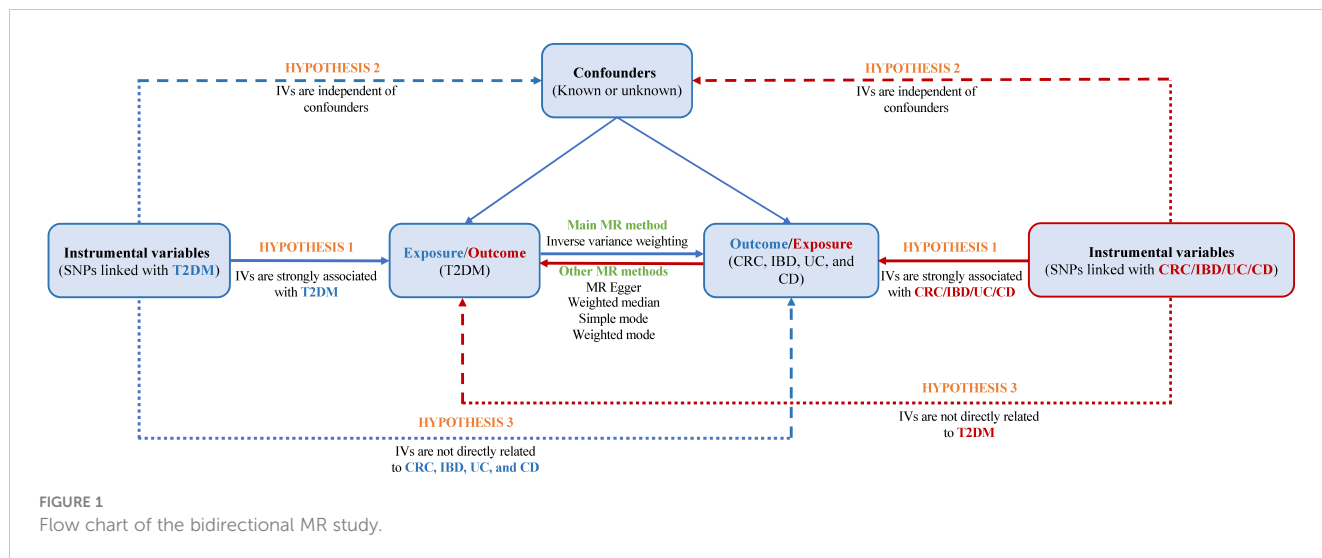 HYPOTHESIS 2
IVs are independent of
confounders
Confounders
(Known or unknown)
HYPOTHESIS 2
IVs are independent of
confounders
Instrumental variables
(SNPs linked with T2DM)
HYPOTHESIS 1
IVs are strongly associated
with T2DM
Exposure/Outcome
(T2DM)
Main MR method
Inverse variance weighting
Other MR methods
MR Egger
Weighted median
Simple mode
Weighted mode
Outcome/Exposure
(CRC, IBD, UC, and
CD)
HYPOTHESIS 1
IVs are strongly associated
with CRC/IBD/UC/CD
Instrumental variables
(SNPs linked with CRC/IBD/UC/CD)
HYPOTHESIS 3
IVs are not directly related
to T2DM
HYPOTHESIS 3
IVs are not directly related
to CRC, IBD, UC, and CD
FIGURE 1
Flow chart of the bidirectional MR study.